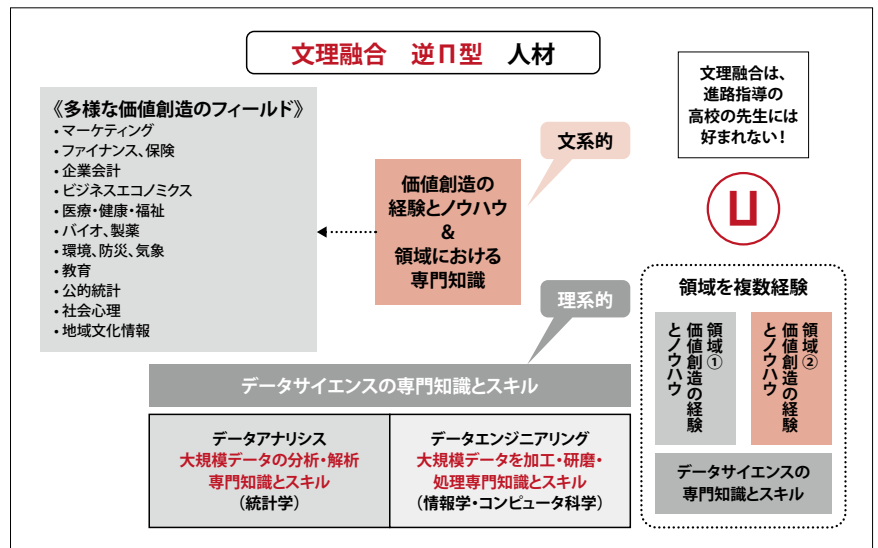 文理融合 逆Π型 人材
《多様な価値創造のフィールド》
・マーケティング
・ファイナンス、保険
・企業会計
・ビジネスエコノミクス
・医療・健康・福祉
・バイオ、製薬
・環境、防災、気象
・教育
・公的統計
・社会心理
・地域文化情報
文系的
価値創造の
経験とノウハウ
&
領域における
専門知識
理系的
データサイエンスの専門知識とスキル
データアナリシス
大規模データの分析・解析
専門知識とスキル
(統計学)
データエンジニアリング
大規模データを加工・研磨・
処理専門知識とスキル
(情報学・コンピュータ科学)
文理融合は、
進路指導の
高校の先生には
好まれない!
領域を複数経験
領域①
価値創造の経験
とノウハウ
領域②
価値創造の経験
とノウハウ
データサイエンスの
専門知識とスキル